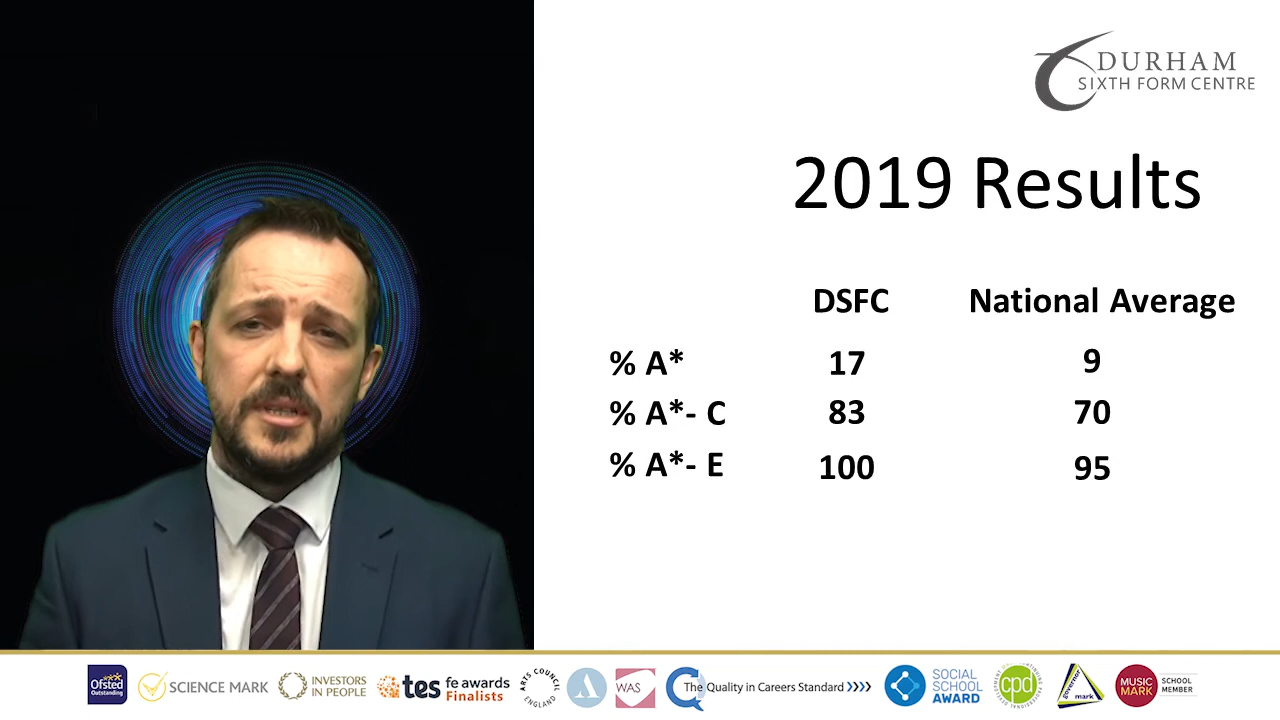 DURHAM
SIXTH FORM CENTRE
2019 Results
DSFC National Average
% A* 17 9
% A*- C 83 70
% A*- E 100 95
Ofsted
Outstanding
SCIENCE MARK
INVESTORS
IN PEOPLE
tes fe awards
Finalists
ARTS COUNCIL
ENGLAND
A
WAS
The Quality in Careers Standard
SOCIAL
SCHOOL
AWARD
cpd
governor
mark
MUSIC
MARK
SCHOOL
MEMBER